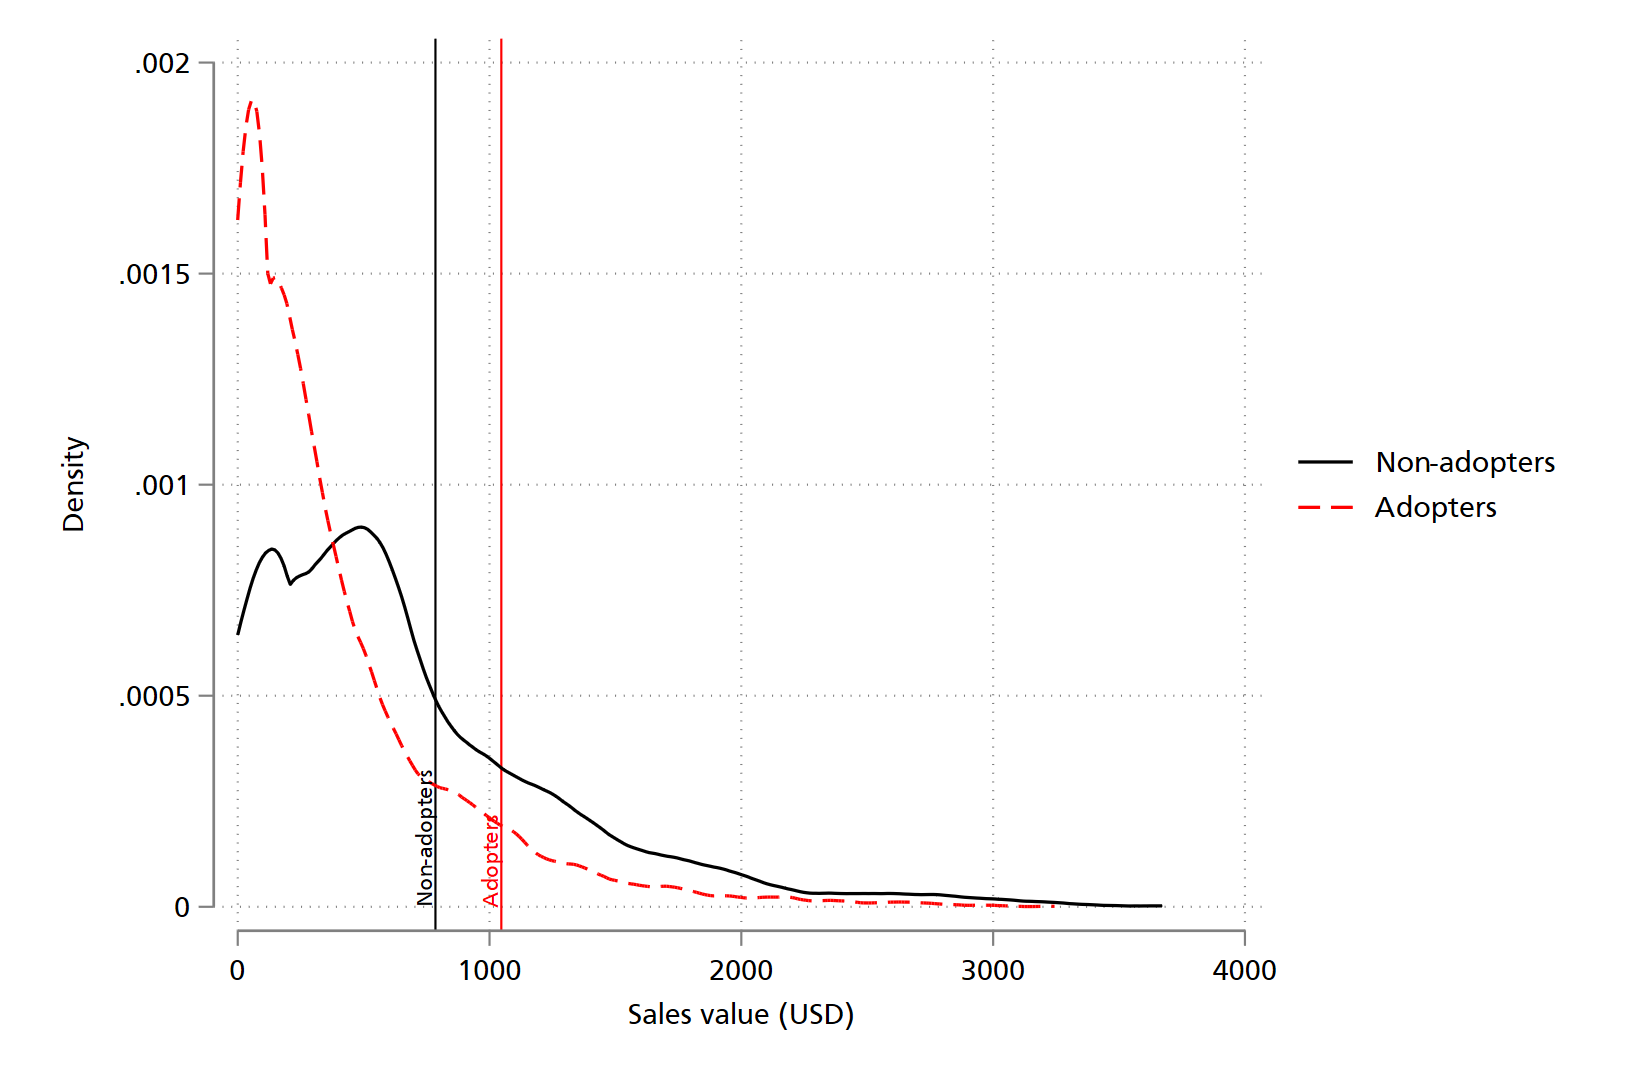 .002
.0015
.001
.0005
0
Density
Non-adopters
Adopters
0
1000
2000
3000
4000
Sales value (USD)
Non-adopters
Adopters